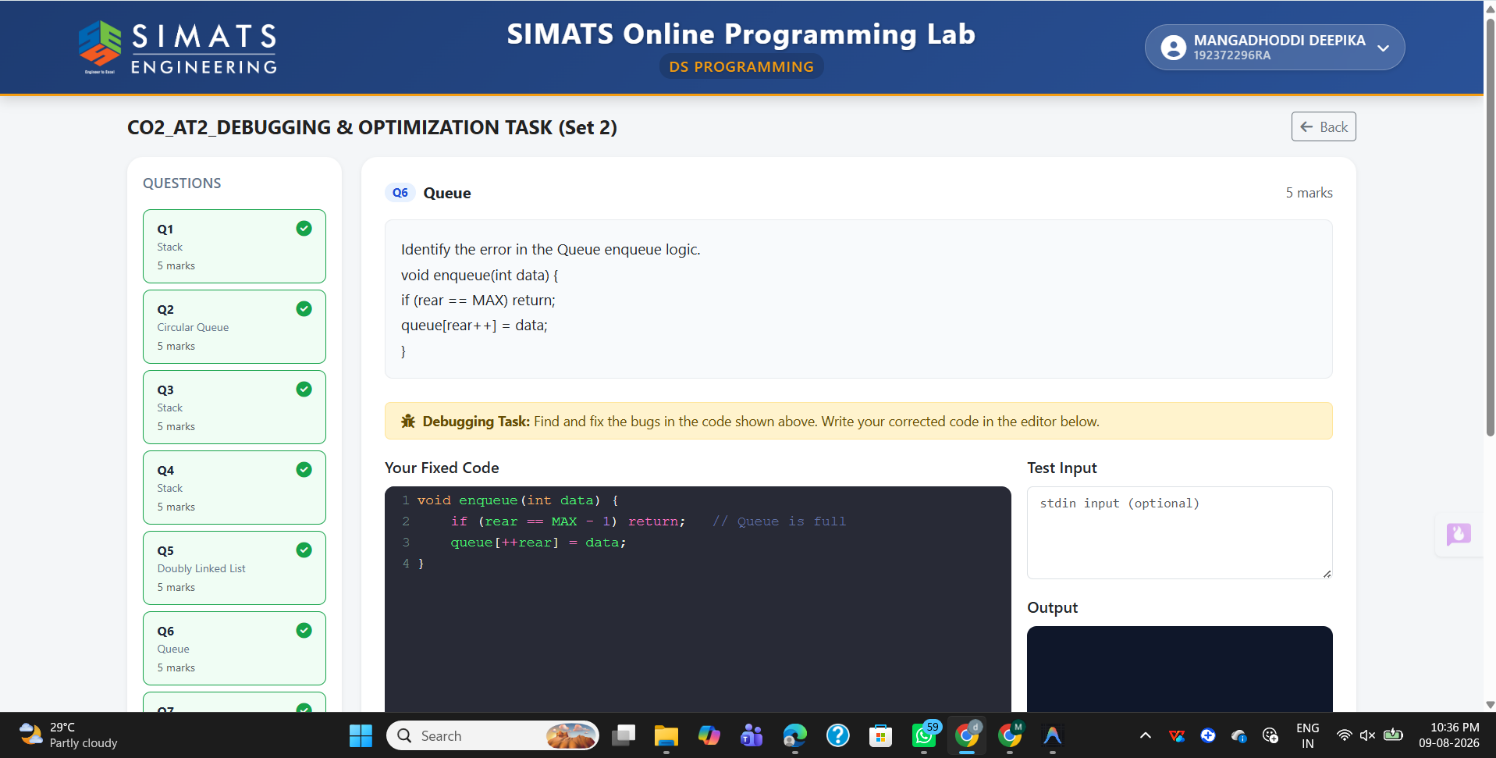 SIMATS
ENGINEERING
Engineer to Excel
SIMATS Online Programming Lab
DS PROGRAMMING
MANGADHODDI DEEPIKA
192372296RA
CO2_AT2_DEBUGGING & OPTIMIZATION TASK (Set 2)
← Back
QUESTIONS
Q1
Stack
5 marks
Q2
Circular Queue
5 marks
Q3
Stack
5 marks
Q4
Stack
5 marks
Q5
Doubly Linked List
5 marks
Q6
Queue
5 marks
Q7
Q6 Queue
5 marks
Identify the error in the Queue enqueue logic.
void enqueue(int data) {
if (rear == MAX) return;
queue[rear++] = data;
}
Debugging Task: Find and fix the bugs in the code shown above. Write your corrected code in the editor below.
Your Fixed Code
1 void enqueue(int data) {
2     if (rear == MAX - 1) return;   // Queue is full
3     queue[++rear] = data;
4 }
Test Input
stdin input (optional)
Output
29°C
Partly cloudy
Search
59
d
M
ENG
IN
10:36 PM
09-08-2026